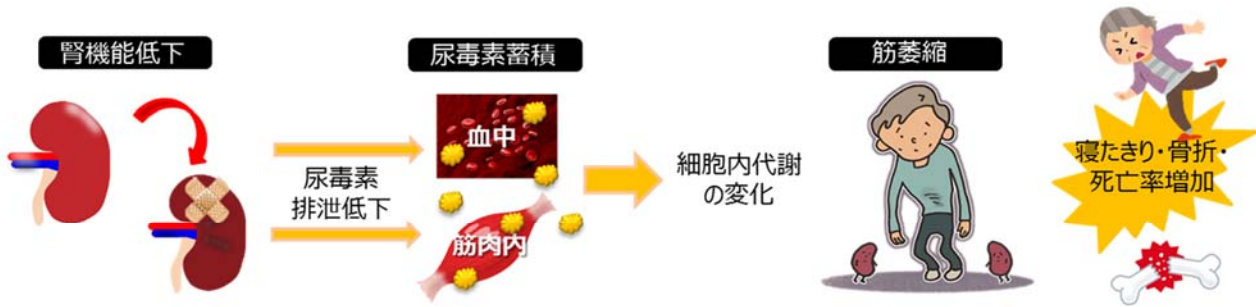 腎機能低下
尿毒素
排泄低下
尿毒素蓄積
血中
筋肉内
細胞内代謝
の変化
筋萎縮
寝たきり・骨折・
死亡率増加